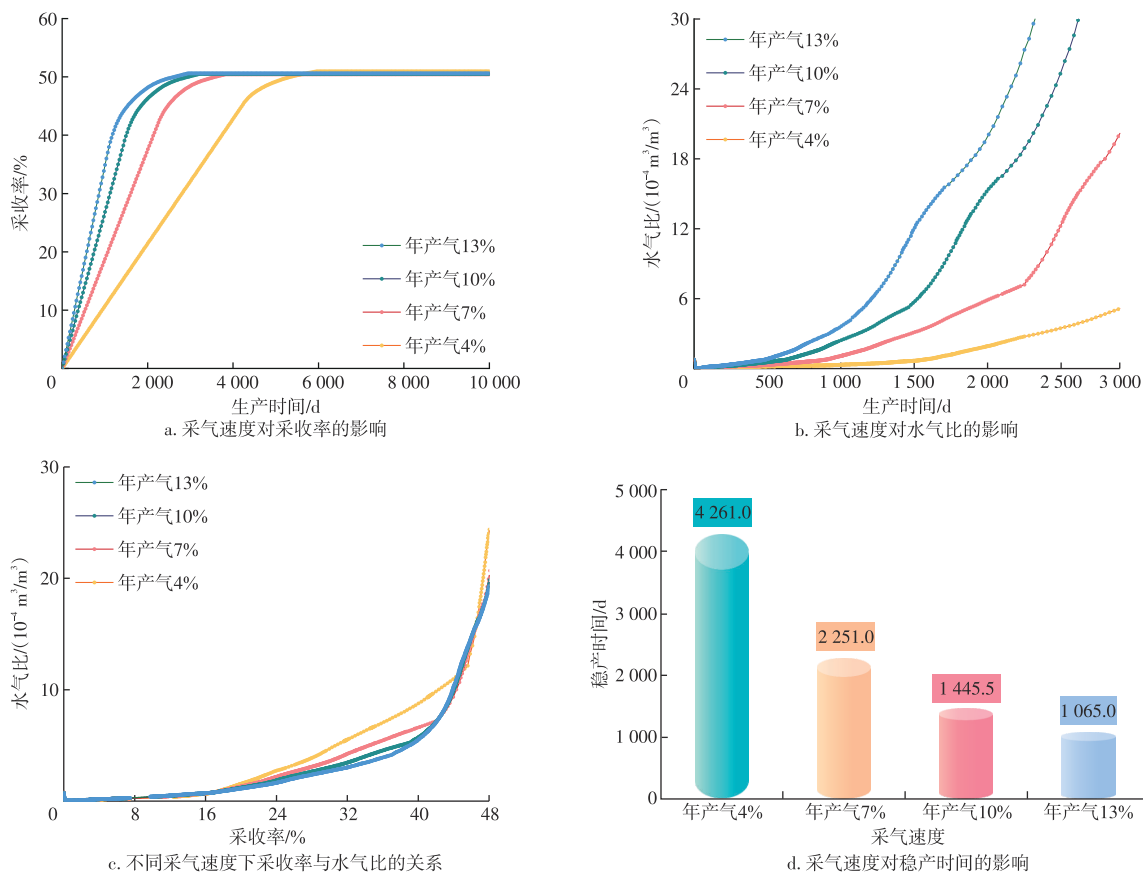 60
50
40
30
20
10
0
2 000
4 000
6 000
8 000
10 000
采收率/%
年产气13%
年产气10%
年产气7%
年产气4%
生产时间/d
a. 采气速度对采收率的影响
30
24
18
12
6
0
500
1 000
1 500
2 000
2 500
3 000
水气比/(10⁻⁴ m³/m³)
年产气13%
年产气10%
年产气7%
年产气4%
生产时间/d
b. 采气速度对水气比的影响
30
20
10
0
8
16
24
32
40
48
水气比/(10⁻⁴ m³/m³)
年产气13%
年产气10%
年产气7%
年产气4%
采收率/%
c. 不同采气速度下采收率与水气比的关系
5 000
4 000
3 000
2 000
1 000
0
稳产时间/d
4 261.0
2 251.0
1 445.5
1 065.0
年产气4%
年产气7%
年产气10%
年产气13%
采气速度
d. 采气速度对稳产时间的影响